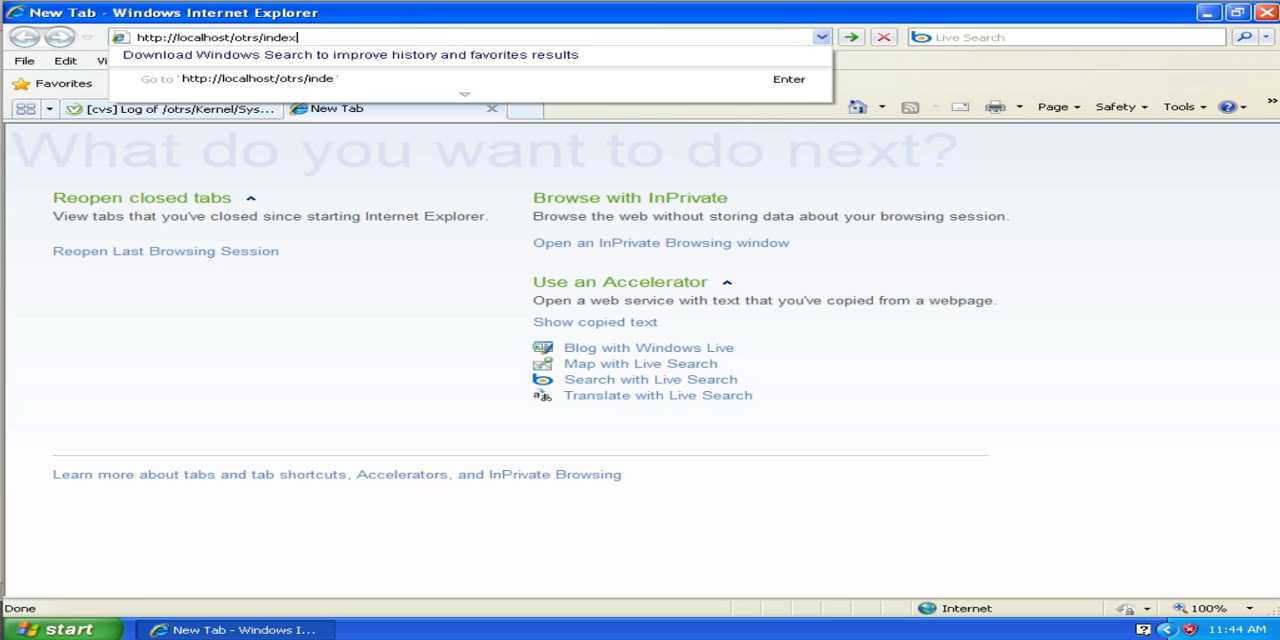 New Tab - Windows Internet Explorer
http://localhost/otrs/index
Live Search
Download Windows Search to improve history and favorites results
File Edit Vi
Go to 'http://localhost/otrs/inde' Enter
Favorites
[cvs] Log of /otrs/Kernel/Sys...
New Tab
Page
Safety
Tools
What do you want to do next?
Reopen closed tabs
View tabs that you've closed since starting Internet Explorer.
Reopen Last Browsing Session
Browse with InPrivate
Browse the web without storing data about your browsing session.
Open an InPrivate Browsing window
Use an Accelerator
Open a web service with text that you've copied from a webpage.
Show copied text
Blog with Windows Live
Map with Live Search
Search with Live Search
Translate with Live Search
Learn more about tabs and tab shortcuts, Accelerators, and InPrivate Browsing
Done
Internet
100%
start
New Tab - Windows I...
11:44 AM